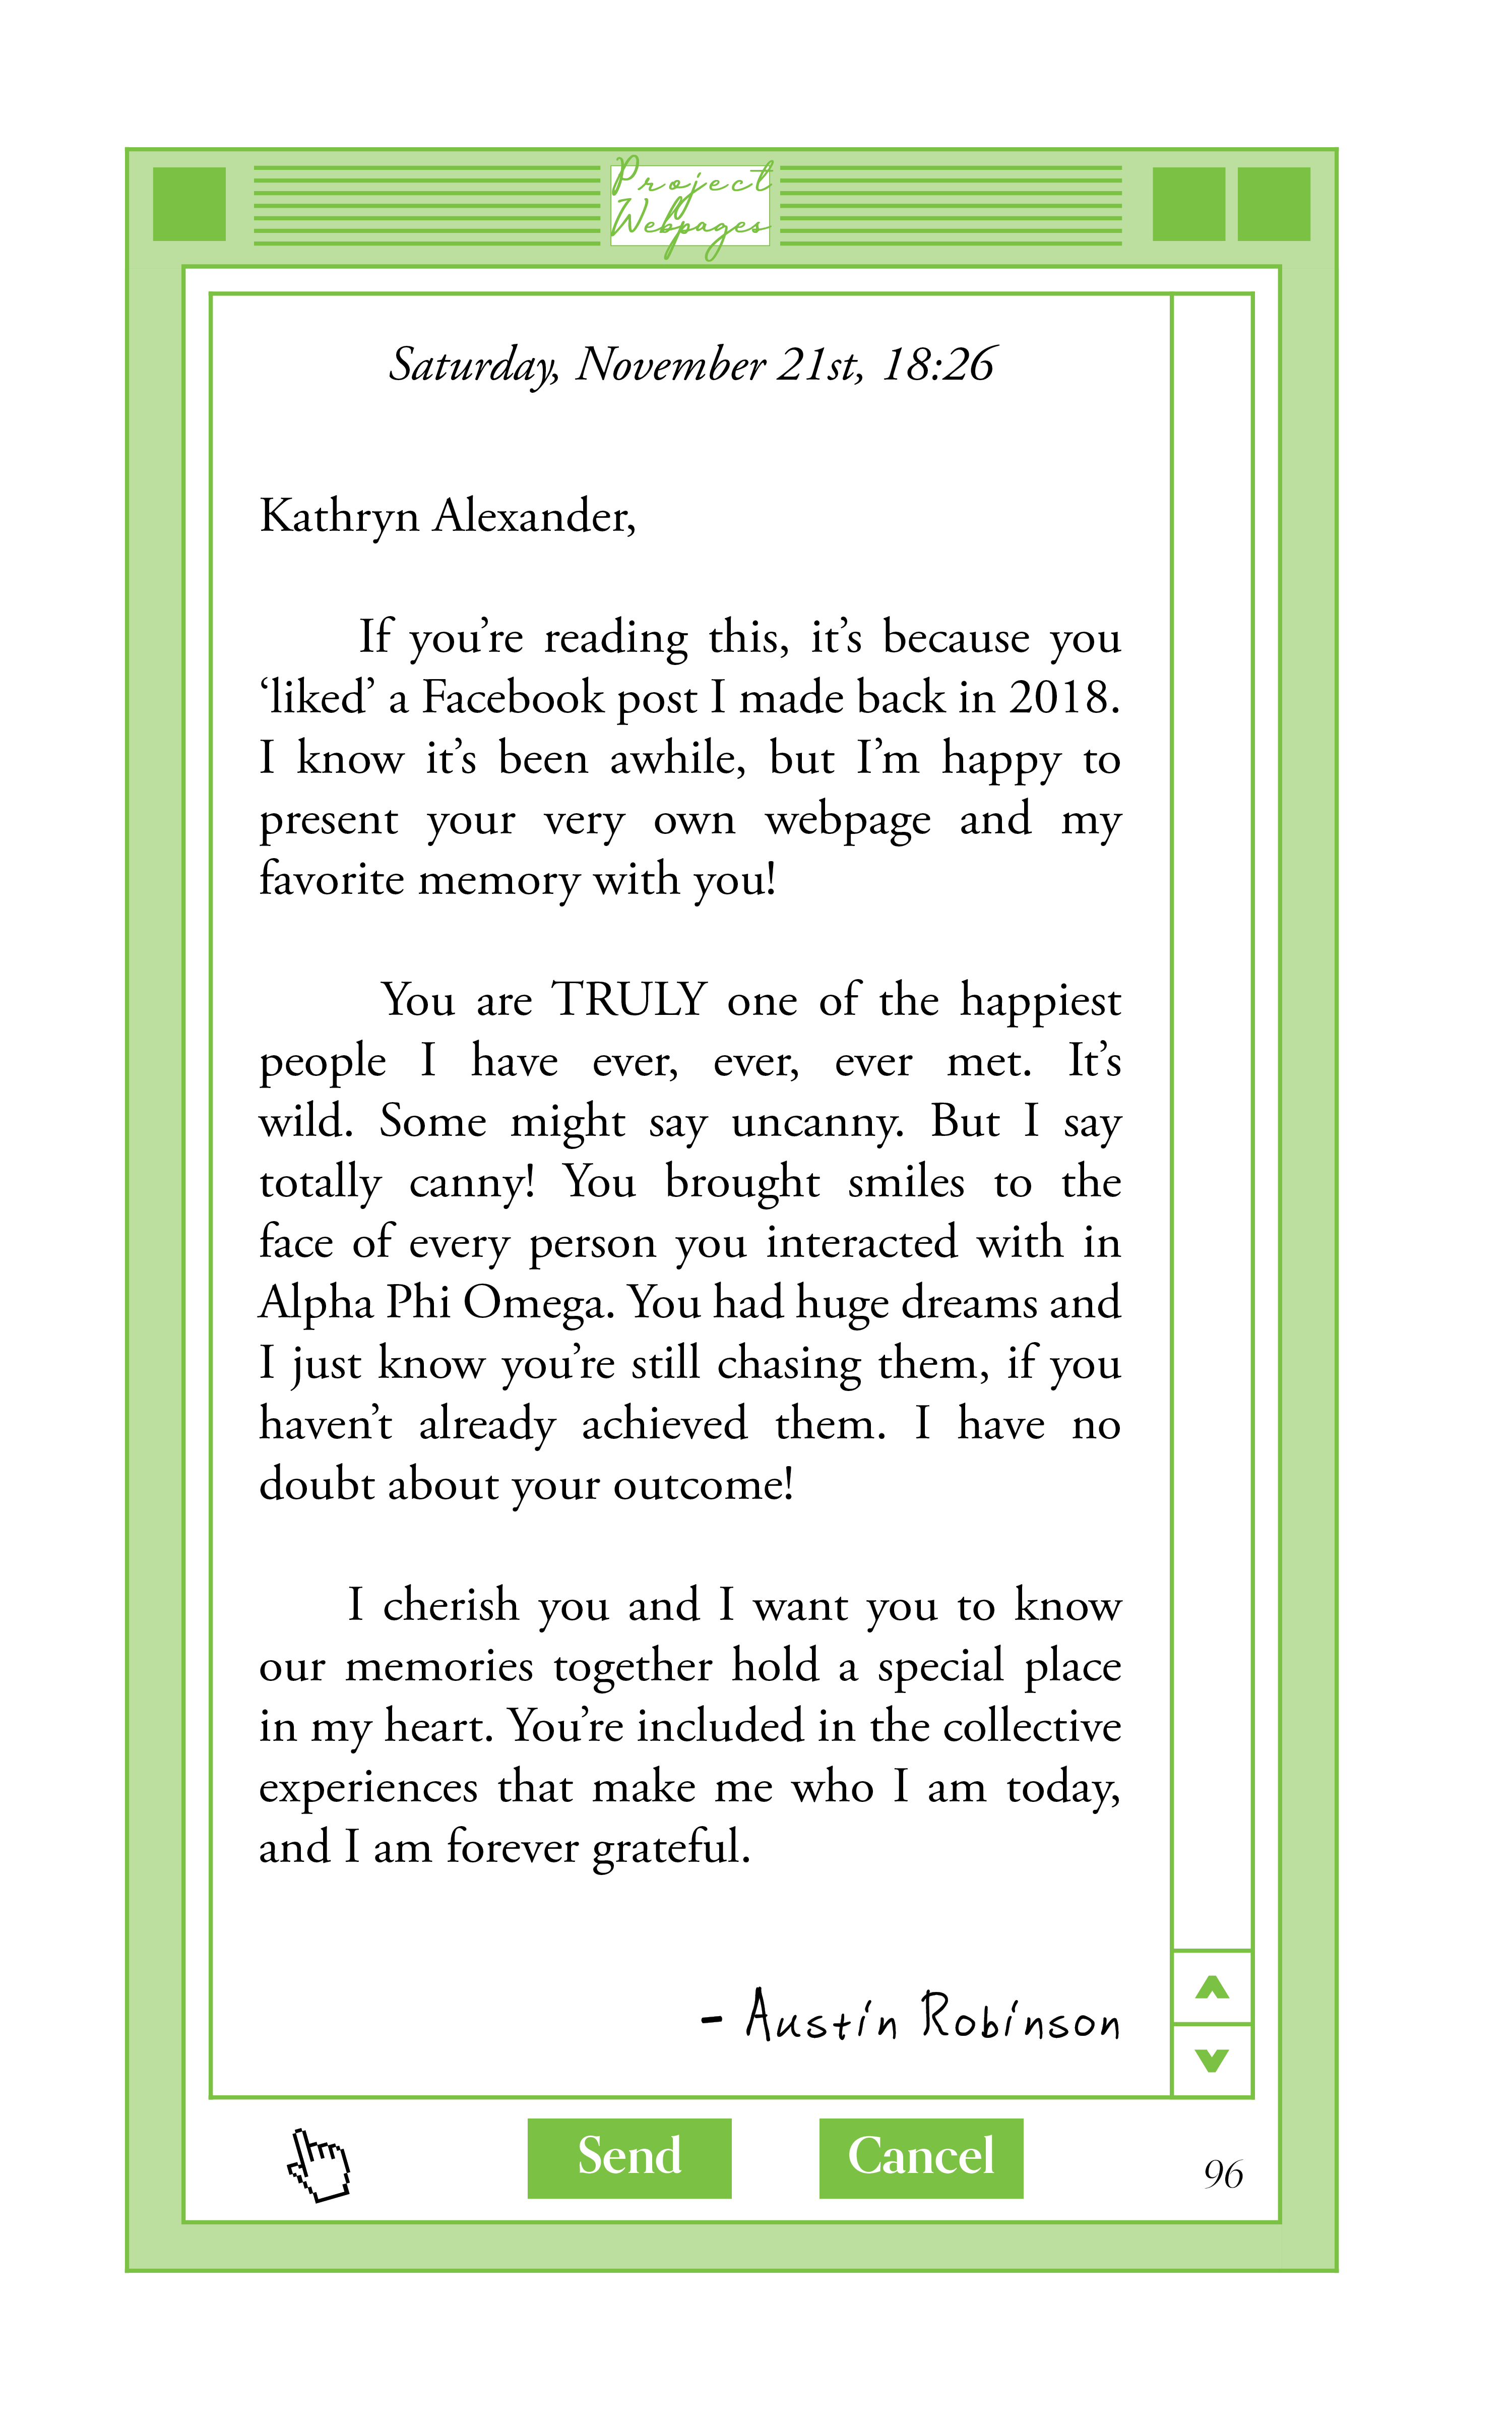 Project
Webpages
Saturday, November 21st, 18:26
Kathryn Alexander,
If you’re reading this, it’s because you
‘liked’ a Facebook post I made back in 2018.
I know it’s been awhile, but I’m happy to
present your very own webpage and my
favorite memory with you!
You are TRULY one of the happiest
people I have ever, ever, ever met. It’s
wild. Some might say uncanny. But I say
totally canny! You brought smiles to the
face of every person you interacted with in
Alpha Phi Omega. You had huge dreams and
I just know you’re still chasing them, if you
haven’t already achieved them. I have no
doubt about your outcome!
I cherish you and I want you to know
our memories together hold a special place
in my heart. You’re included in the collective
experiences that make me who I am today,
and I am forever grateful.
- Austin Robinson
Send Cancel
96